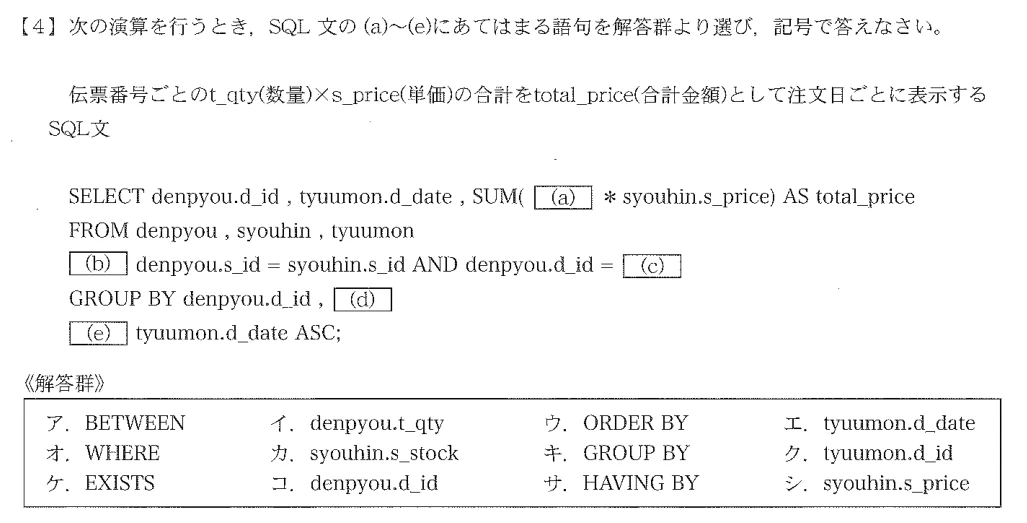 【4】次の演算を行うとき，SQL 文の (a)～(e)にあてはまる語句を解答群より選び，記号で答えなさい。
伝票番号ごとのt_qty(数量)×s_price(単価)の合計をtotal_price(合計金額)として注文日ごとに表示する
SQL文
SELECT denpyou.d_id , tyuumon.d_date , SUM( (a) * syouhin.s_price) AS total_price
FROM denpyou , syouhin , tyuumon
(b) denpyou.s_id = syouhin.s_id AND denpyou.d_id = (c)
GROUP BY denpyou.d_id , (d)
(e) tyuumon.d_date ASC;
《解答群》
ア．BETWEEN イ．denpyou.t_qty ウ．ORDER BY エ．tyuumon.d_date
オ．WHERE カ．syouhin.s_stock キ．GROUP BY ク．tyuumon.d_id
ケ．EXISTS コ．denpyou.d_id サ．HAVING BY シ．syouhin.s_price